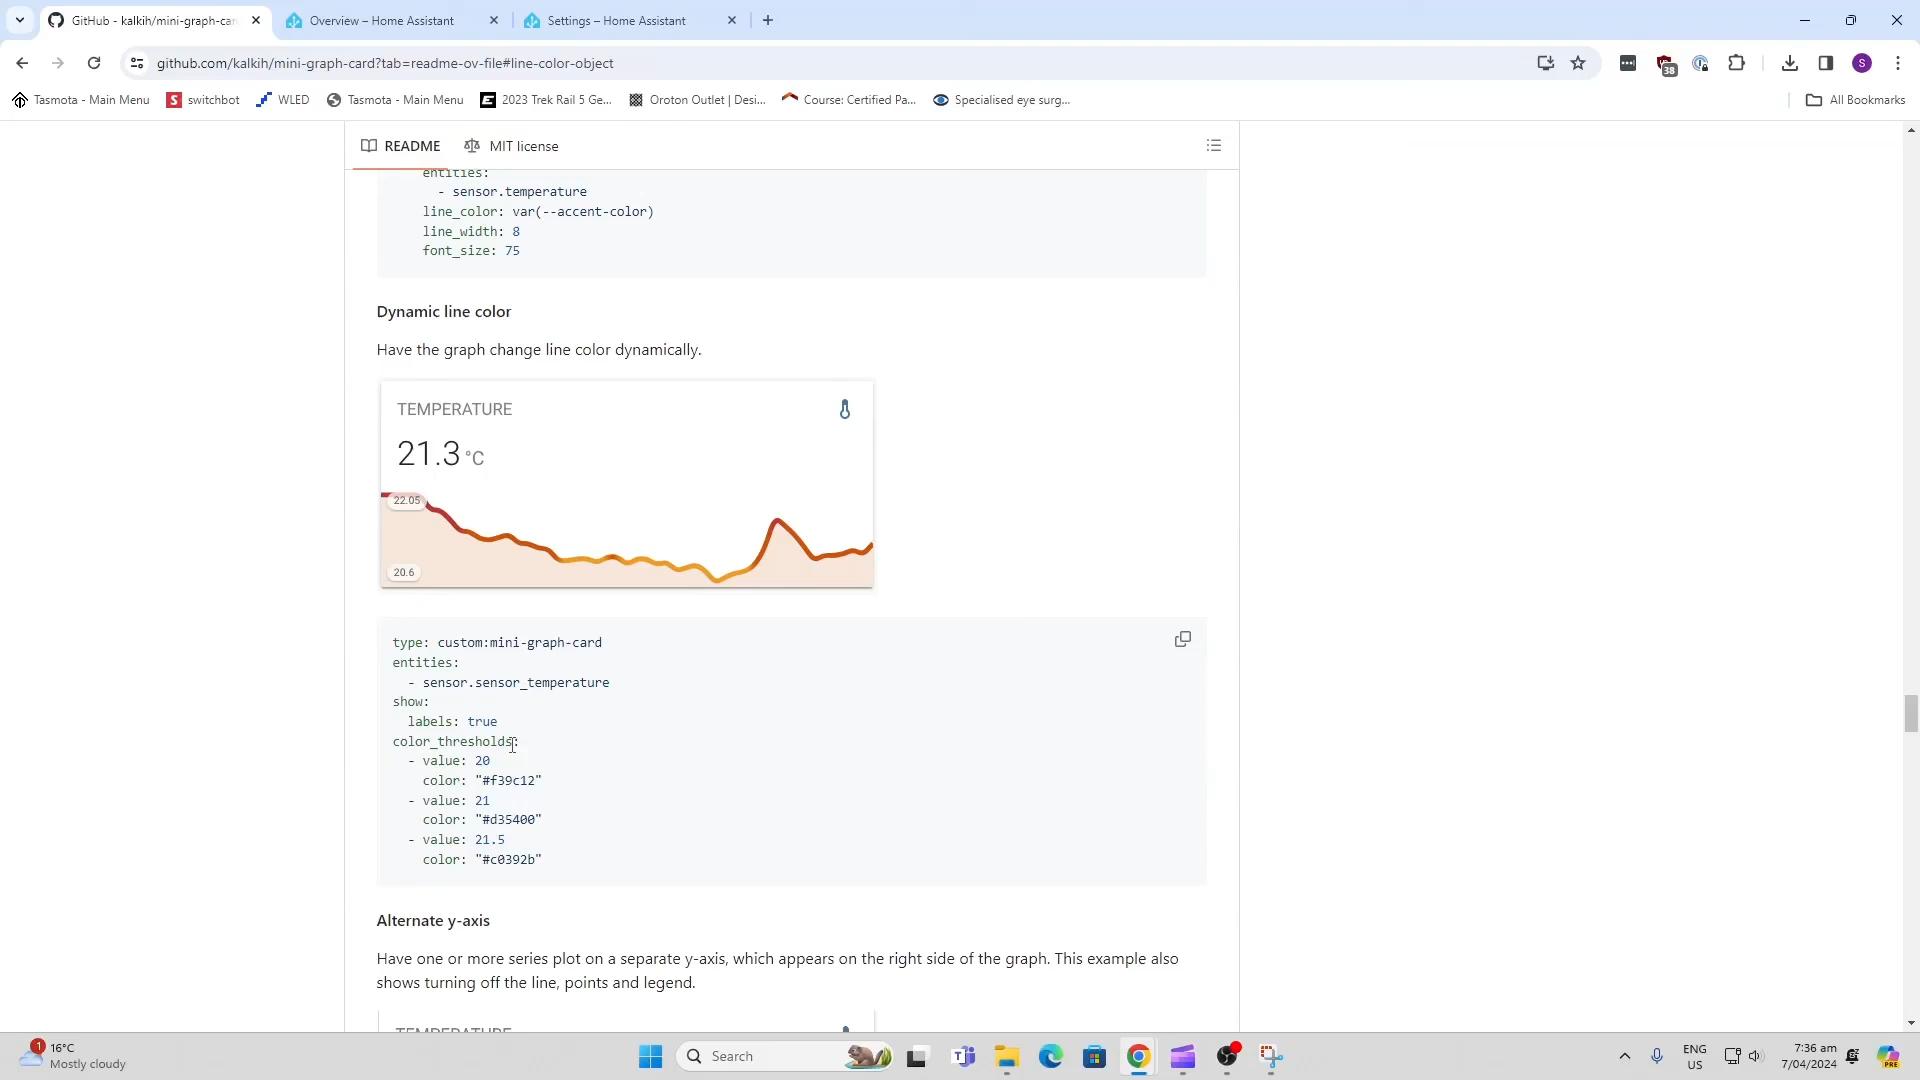 GitHub - kalkih/mini-graph-car
Overview – Home Assistant
Settings – Home Assistant
github.com/kalkih/mini-graph-card?tab=readme-ov-file#line-color-object
38
S
Tasmota - Main Menu
S switchbot
WLED
Tasmota - Main Menu
2023 Trek Rail 5 Ge...
Oroton Outlet | Desi...
Course: Certified Pa...
Specialised eye surg...
All Bookmarks
README
MIT license
entities:
- sensor.temperature
line_color: var(--accent-color)
line_width: 8
font_size: 75
Dynamic line color
Have the graph change line color dynamically.
TEMPERATURE
21.3 °C
22.05
20.6
type: custom:mini-graph-card
entities:
- sensor.sensor_temperature
show:
labels: true
color_thresholds:
- value: 20
color: "#f39c12"
- value: 21
color: "#d35400"
- value: 21.5
color: "#c0392b"
Alternate y-axis
Have one or more series plot on a separate y-axis, which appears on the right side of the graph. This example also
shows turning off the line, points and legend.
TEMPERATURE
1
16°C
Mostly cloudy
Search
ENG
US
7:36 am
7/04/2024
PRE